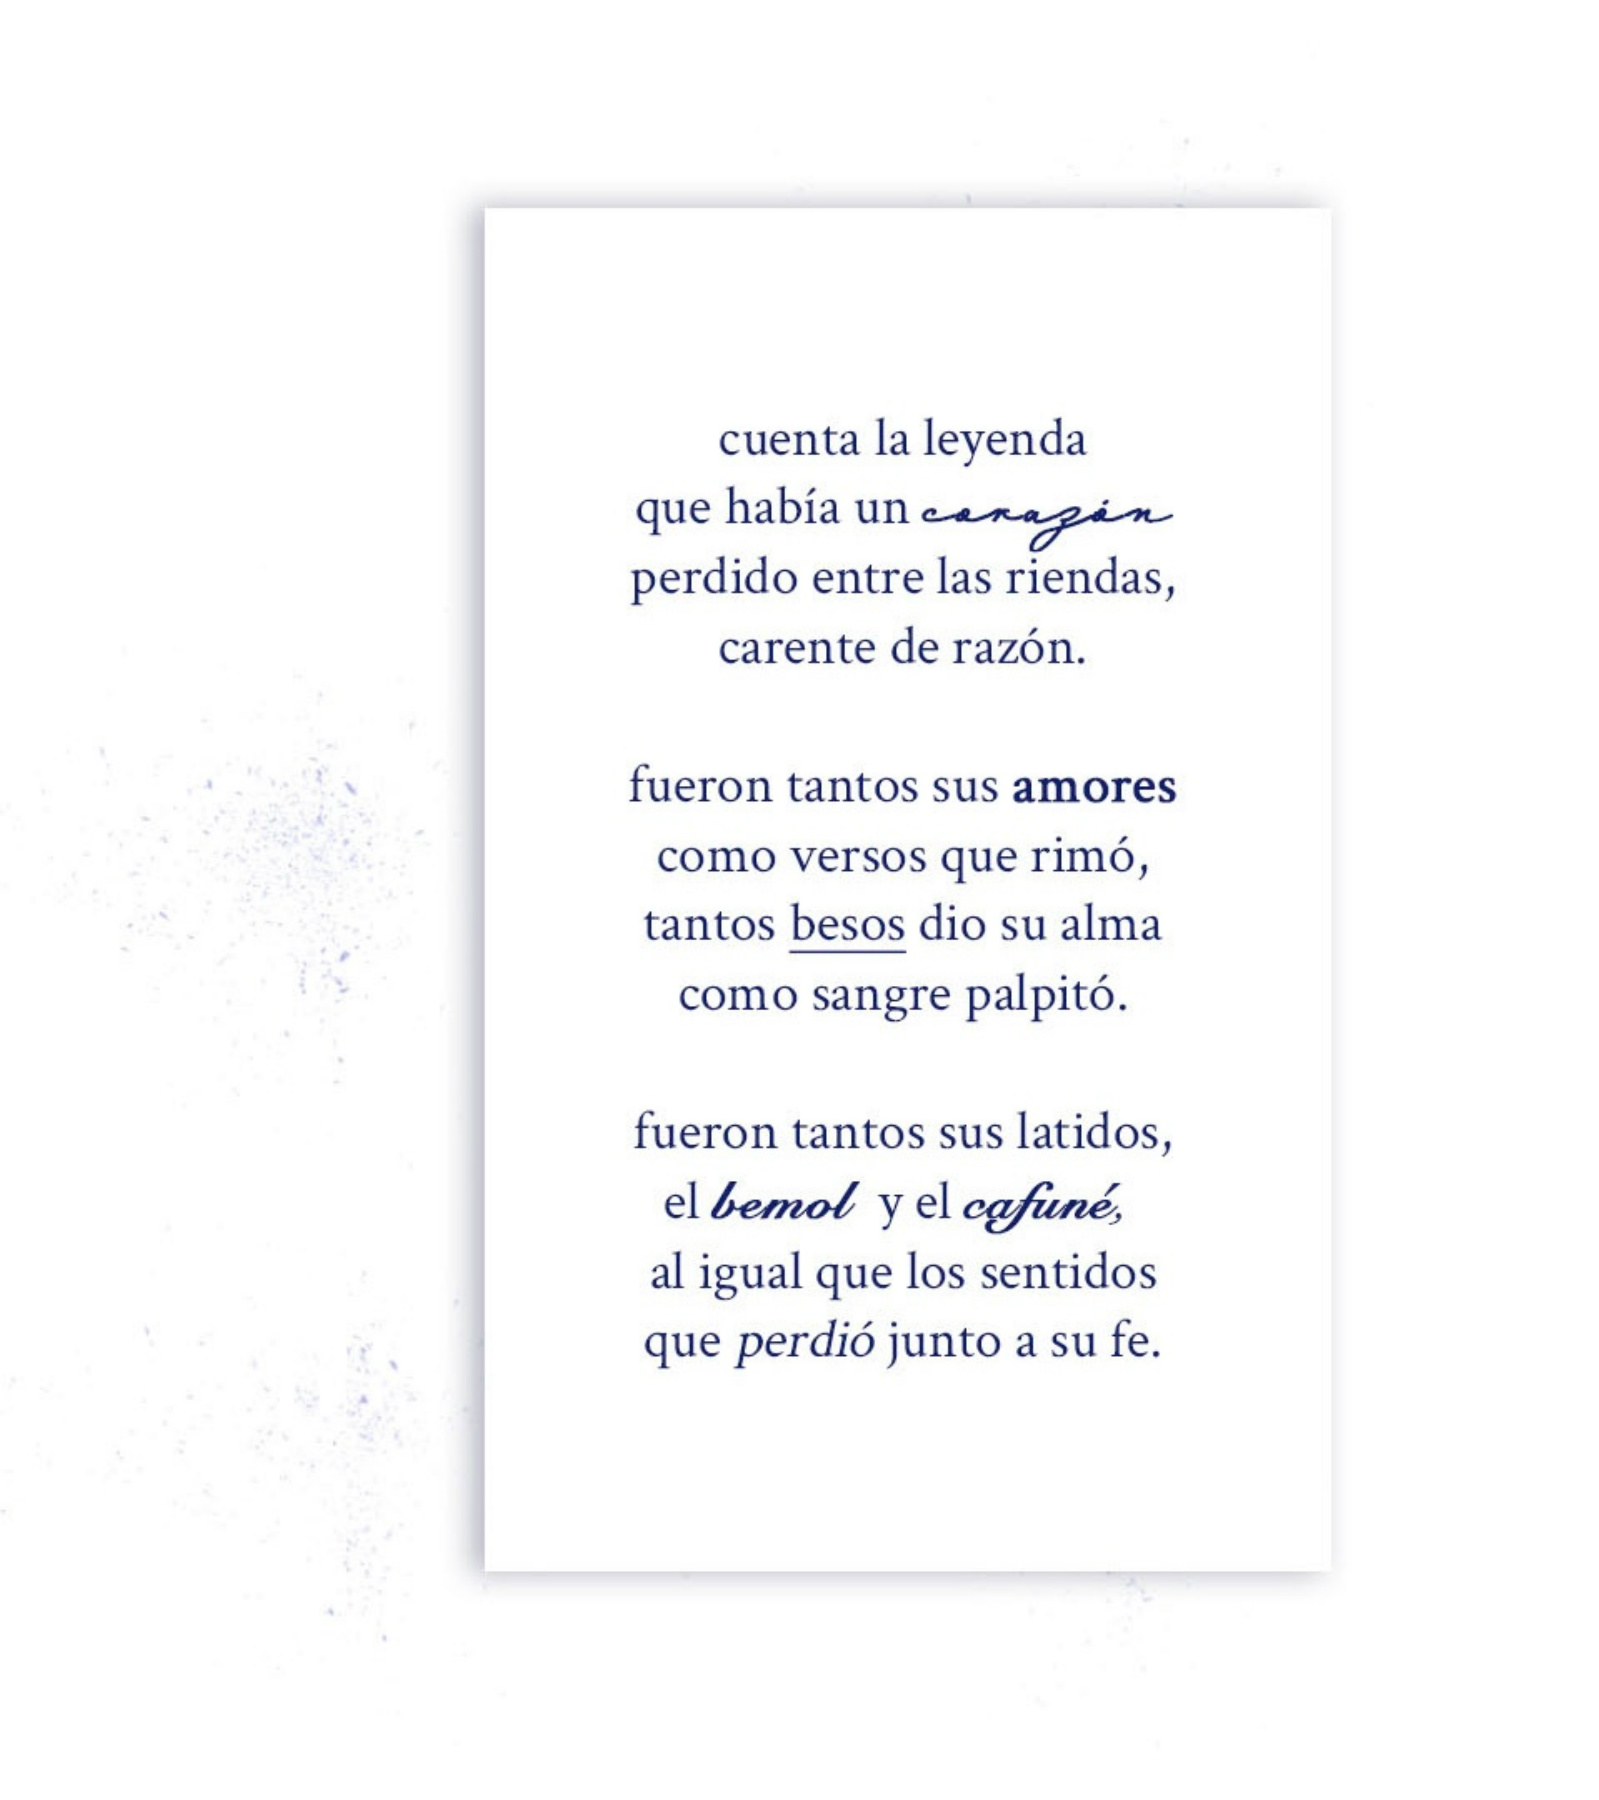 cuenta la leyenda
que había un corazón
perdido entre las riendas,
carente de razón.
fueron tantos sus amores
como versos que rimó,
tantos besos dio su alma
como sangre palpitó.
fueron tantos sus latidos,
el bemol y el cafuné,
al igual que los sentidos
que perdió junto a su fe.